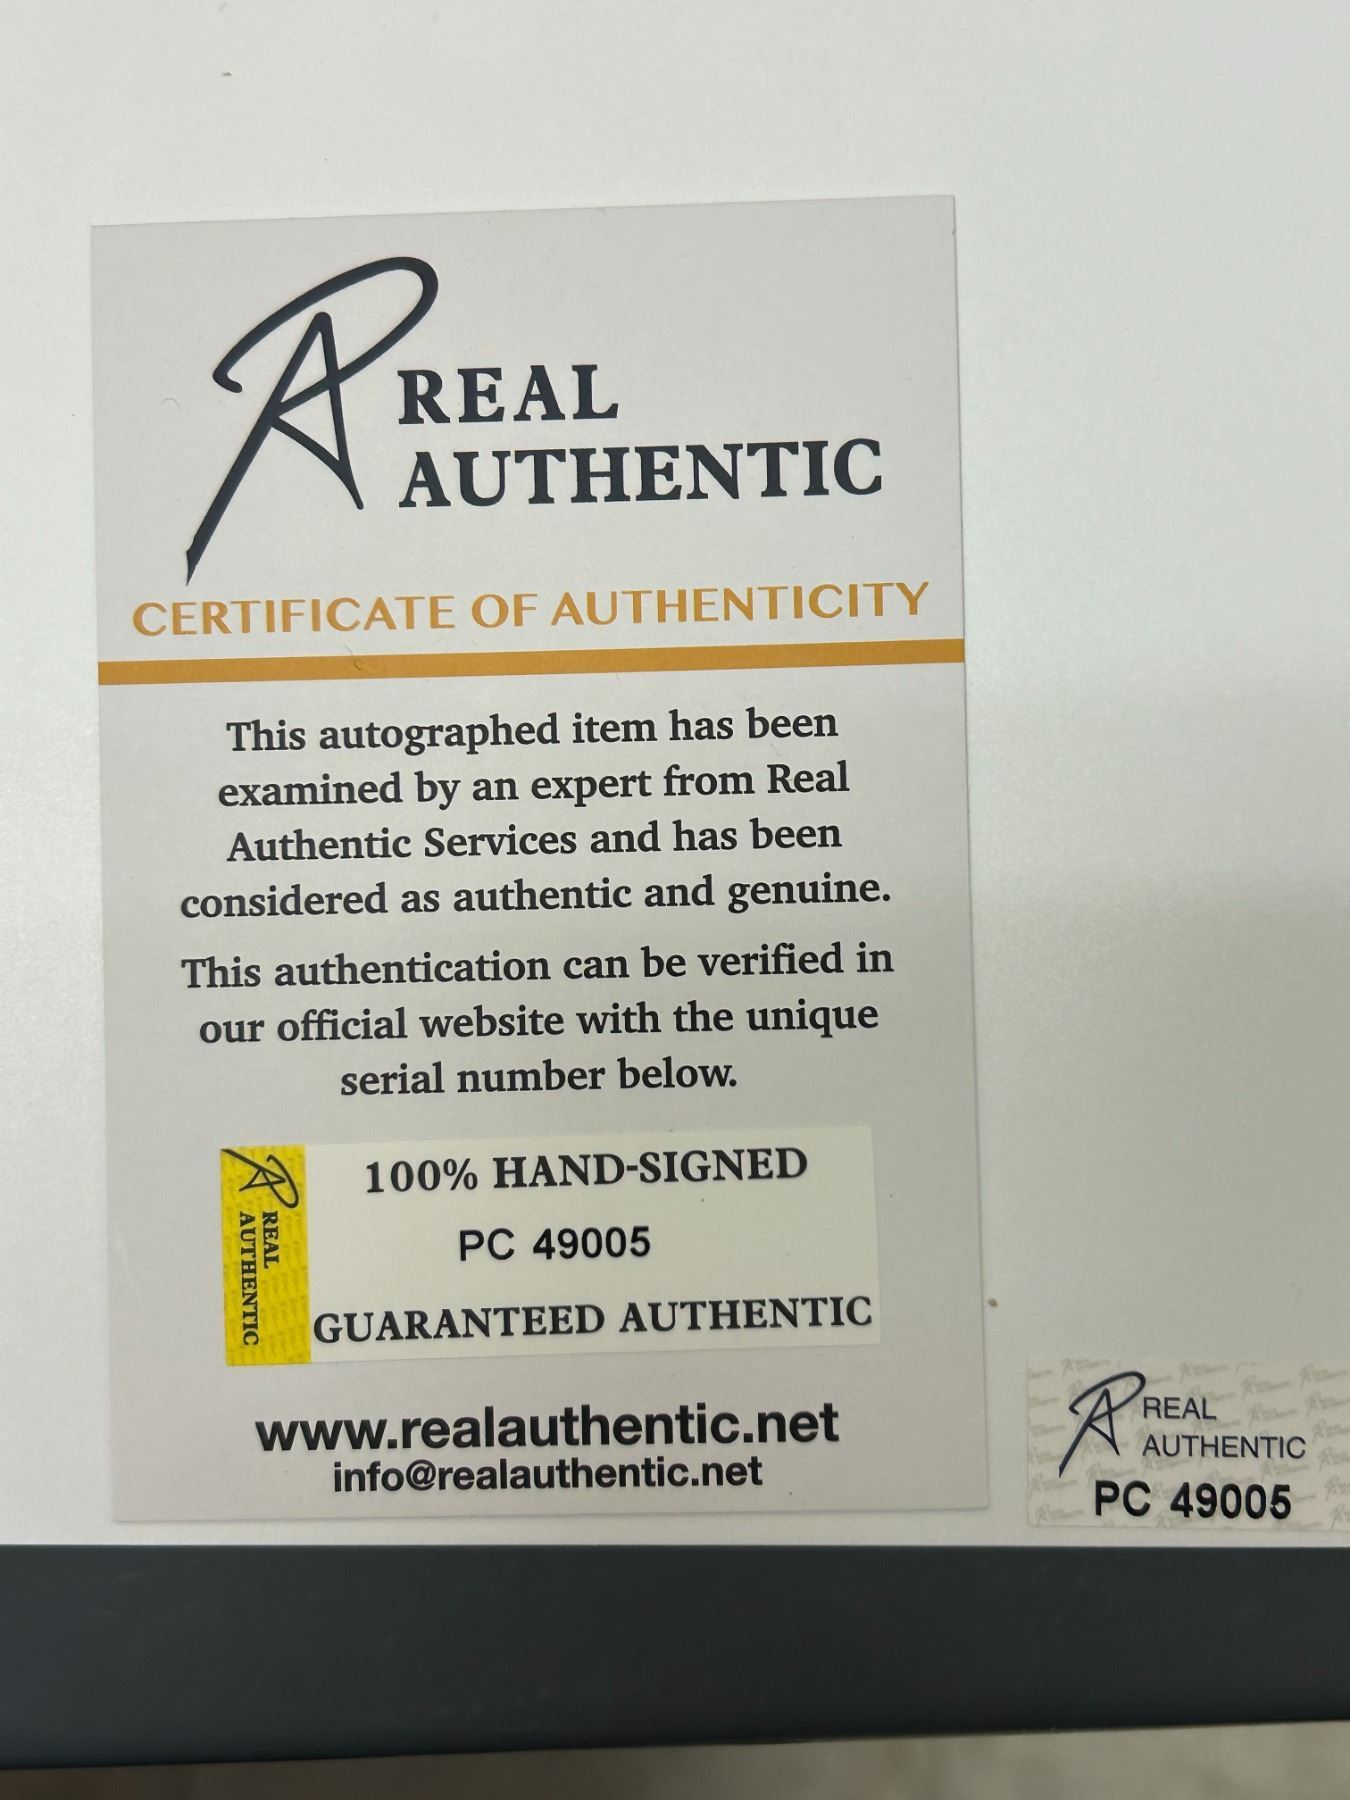 REAL
AUTHENTIC
CERTIFICATE OF AUTHENTICITY
This autographed item has been
examined by an expert from Real
Authentic Services and has been
considered as authentic and genuine.
This authentication can be verified in
our official website with the unique
serial number below.
REAL
AUTHENTIC
100% HAND-SIGNED
PC 49005
GUARANTEED AUTHENTIC
www.realauthentic.net
info@realauthentic.net
REAL
AUTHENTIC
PC 49005